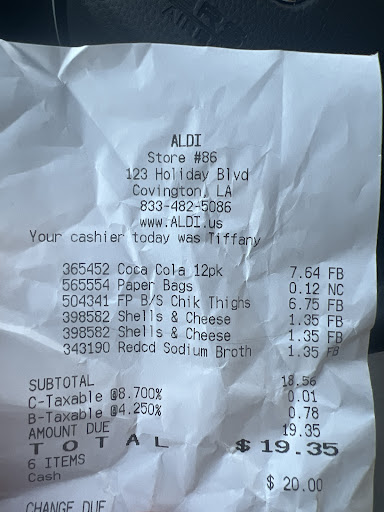 ALDI
Store #86
123 Holiday Blvd
Covington, LA
833-482-5086
www.ALDI.us
Your cashier today was Tiffany
365452 Coca Cola 12pk 7.64 FB
565554 Paper Bags 0.12 NC
504341 FP B/S Chik Thighs 6.75 FB
398582 Shells & Cheese 1.35 FB
398582 Shells & Cheese 1.35 FB
343190 Redcd Sodium Broth 1.35 FB
SUBTOTAL 18.56
C-Taxable @8.700% 0.01
B-Taxable @4.250% 0.78
AMOUNT DUE 19.35
TOTAL $19.35
6 ITEMS
Cash $ 20.00
CHANGE DUE